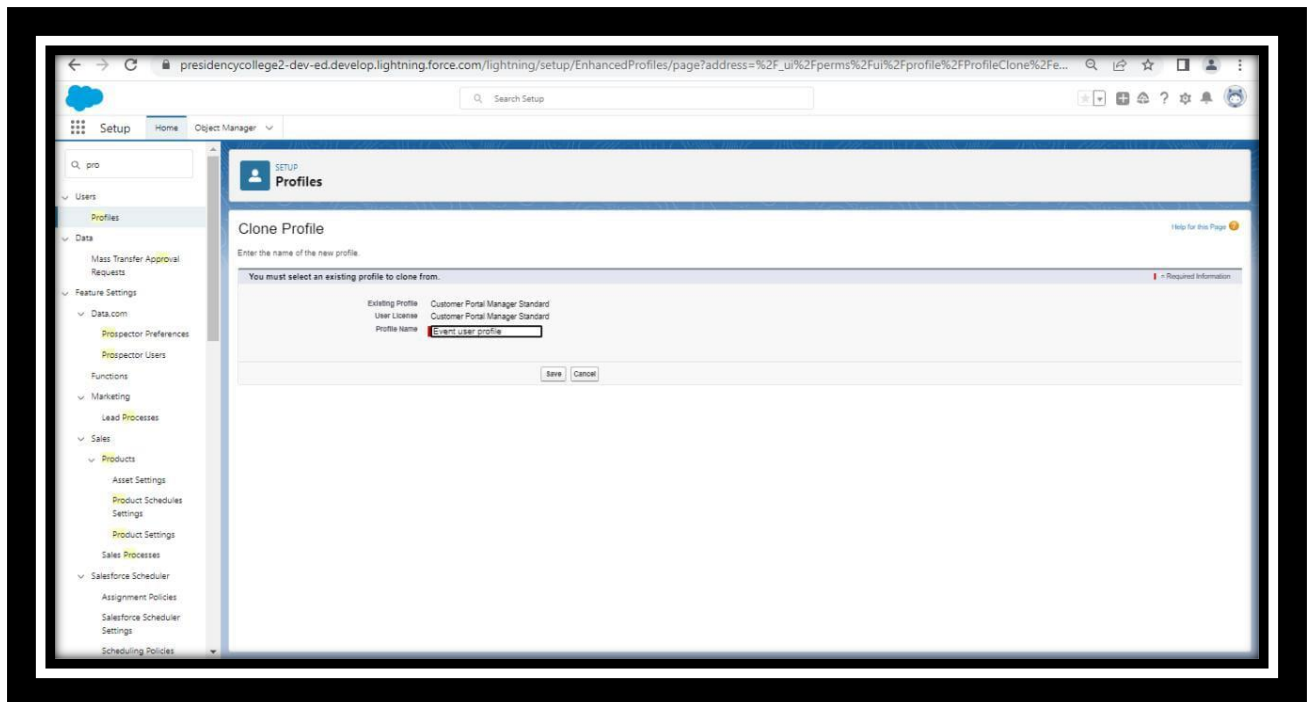 presidencycollege2-dev-ed.develop.lightning.force.com/lightning/setup/EnhancedProfiles/page?address=%2F_ui%2Fperms%2Fui%2Fprofile%2FProfileClone%2Fe...
Search Setup
Setup Home Object Manager
pro
Users
Profiles
Data
Mass Transfer Approval
Requests
Feature Settings
Data.com
Prospector Preferences
Prospector Users
Functions
Marketing
Lead Processes
Sales
Products
Asset Settings
Product Schedules
Settings
Product Settings
Sales Processes
Salesforce Scheduler
Assignment Policies
Salesforce Scheduler
Settings
Scheduling Policies
SETUP
Profiles
Clone Profile
Help for this Page ?
Enter the name of the new profile.
You must select an existing profile to clone from.
= Required Information
Existing Profile Customer Portal Manager Standard
User License Customer Portal Manager Standard
Profile Name Event user profile
Save Cancel